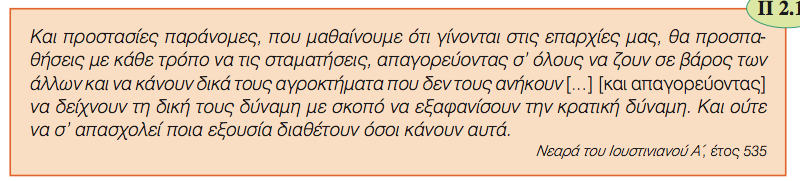 Π 2.1
Και προστασίες παράνομες, που μαθαίνουμε ότι γίνονται στις επαρχίες μας, θα προσπα-
θήσεις με κάθε τρόπο να τις σταματήσεις, απαγορεύοντας σ’ όλους να ζουν σε βάρος των
άλλων και να κάνουν δικά τους αγροκτήματα που δεν τους ανήκουν [...] [και απαγορεύοντας]
να δείχνουν τη δική τους δύναμη με σκοπό να εξαφανίσουν την κρατική δύναμη. Και ούτε
να σ’ απασχολεί ποια εξουσία διαθέτουν όσοι κάνουν αυτά.
Νεαρά του Ιουστινιανού Α΄, έτος 535